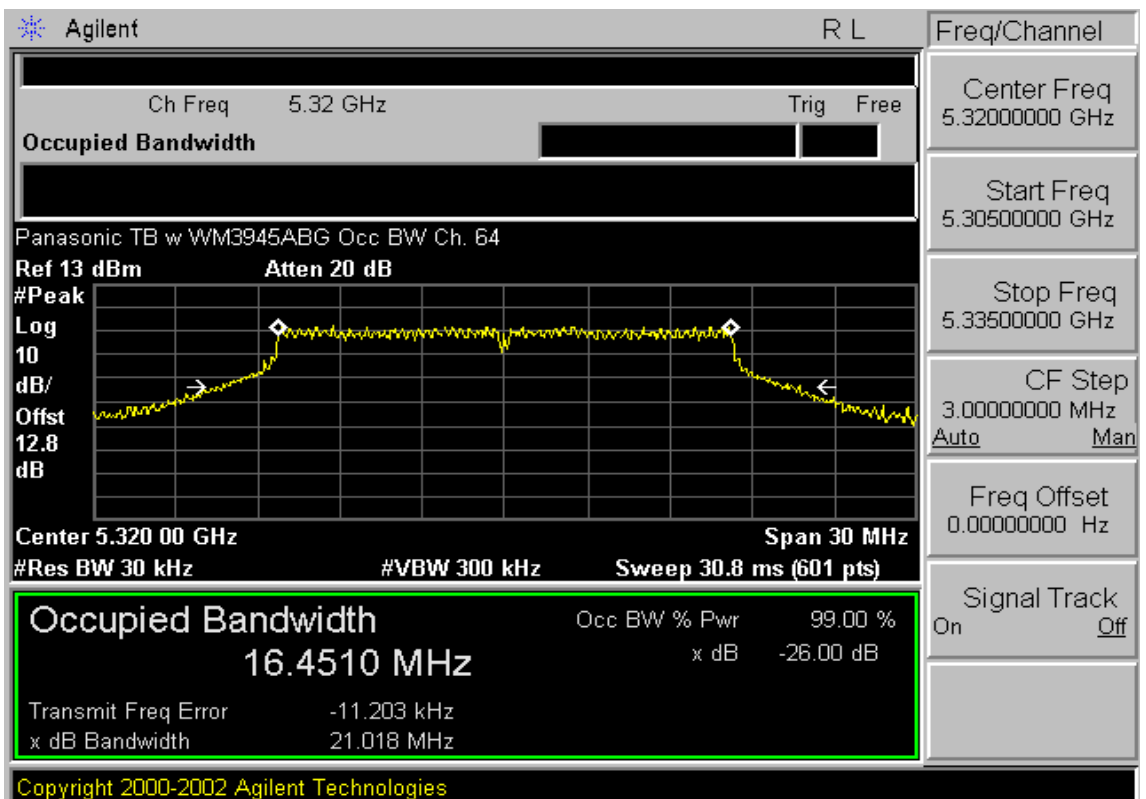 Agilent R L
Freq/Channel
Ch Freq 5.32 GHz Trig Free
Occupied Bandwidth
Panasonic TB w WM3945ABG Occ BW Ch. 64
Ref 13 dBm Atten 20 dB
#Peak
Log
10
dB/
Offst
12.8
dB
Center 5.320 00 GHz Span 30 MHz
#Res BW 30 kHz #VBW 300 kHz Sweep 30.8 ms (601 pts)
Occupied Bandwidth
16.4510 MHz
Occ BW % Pwr 99.00 %
x dB -26.00 dB
Transmit Freq Error -11.203 kHz
x dB Bandwidth 21.018 MHz
Copyright 2000-2002 Agilent Technologies
Center Freq
5.32000000 GHz
Start Freq
5.30500000 GHz
Stop Freq
5.33500000 GHz
CF Step
3.00000000 MHz
Auto Man
Freq Offset
0.00000000 Hz
Signal Track
On Off